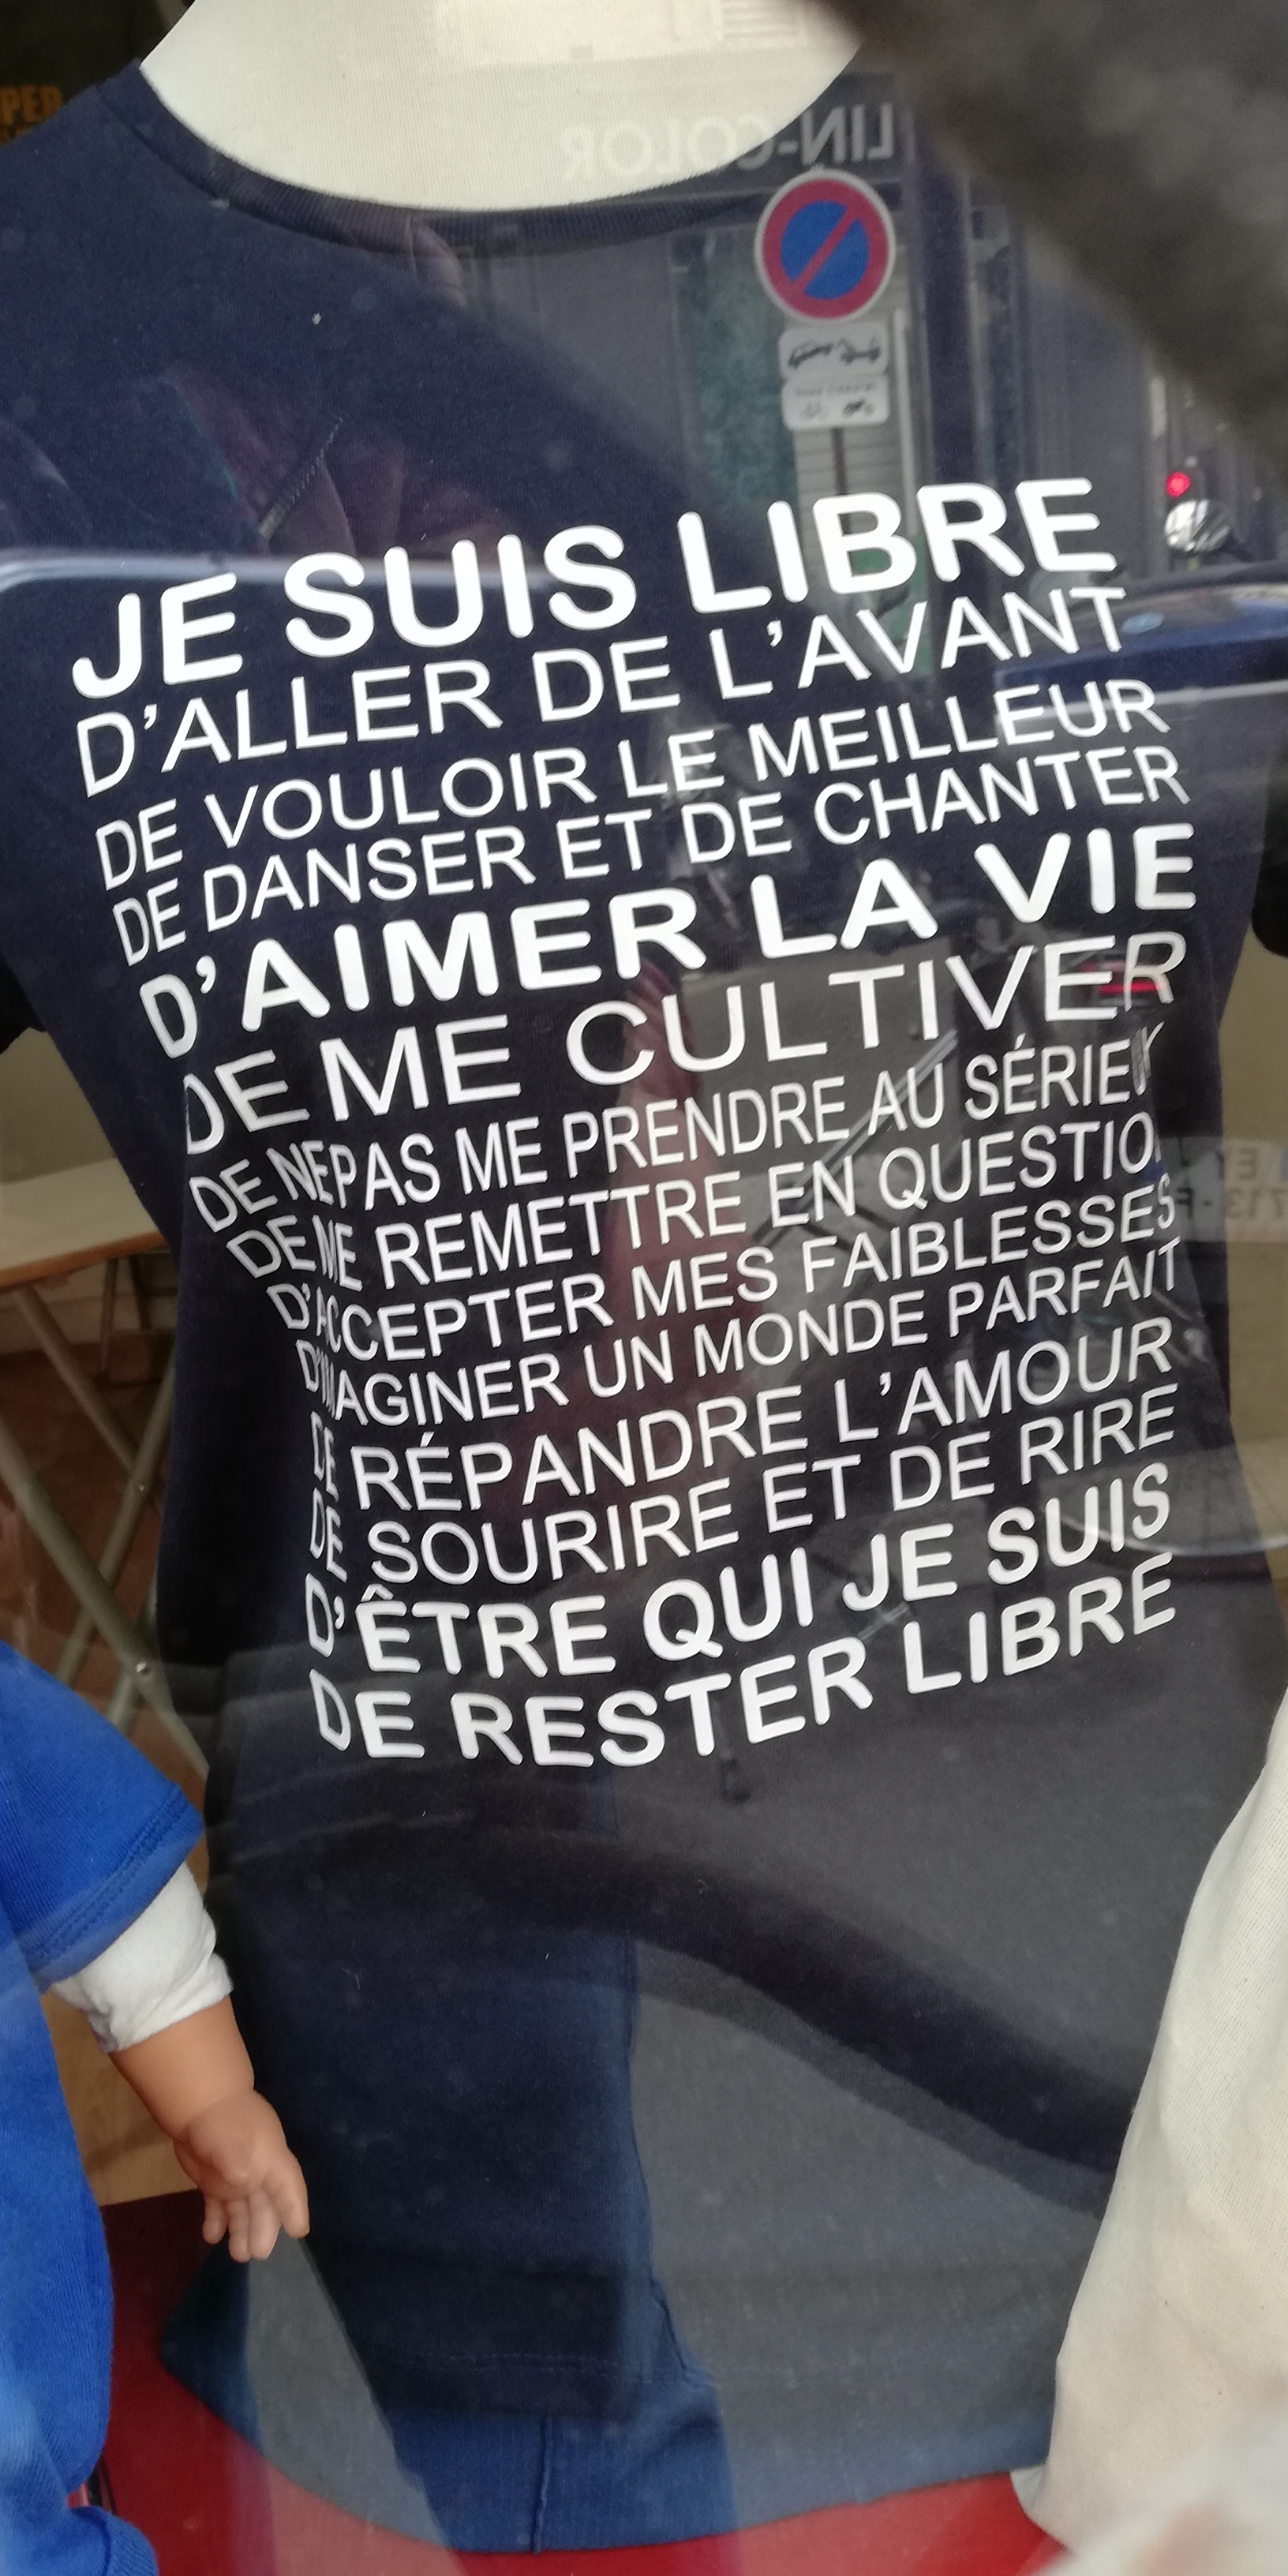 LIN-COLOR
JE SUIS LIBRE
D'ALLER DE L'AVANT
DE VOULOIR LE MEILLEUR
DE DANSER ET DE CHANTER
D'AIMER LA VIE
DE ME CULTIVER
DE NE PAS ME PRENDRE AU SÉRIEUX
DE ME REMETTRE EN QUESTION
D'ACCEPTER MES FAIBLESSES
D'IMAGINER UN MONDE PARFAIT
DE RÉPANDRE L'AMOUR
DE SOURIRE ET DE RIRE
D'ÊTRE QUI JE SUIS
DE RESTER LIBRE